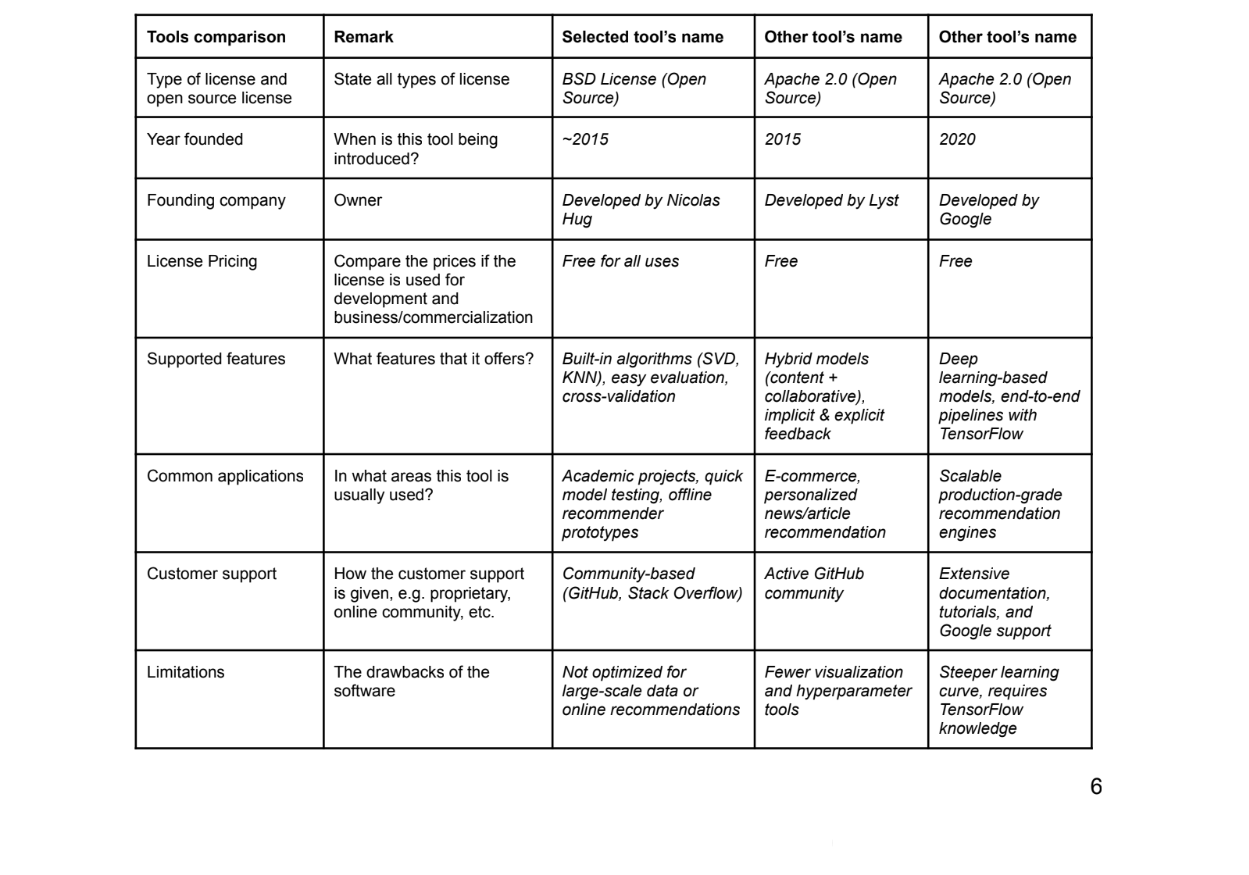 Tools comparison
Remark
Selected tool's name
Other tool's name
Other tool's name
Type of license and
open source license
State all types of license
BSD License (Open
Source)
Apache 2.0 (Open
Source)
Apache 2.0 (Open
Source)
Year founded
When is this tool being
introduced?
~2015
2015
2020
Founding company
Owner
Developed by Nicolas
Hug
Developed by Lyst
Developed by
Google
License Pricing
Compare the prices if the
license is used for
development and
business/commercialization
Free for all uses
Free
Free
Supported features
What features that it offers?
Built-in algorithms (SVD,
KNN), easy evaluation,
cross-validation
Hybrid models
(content +
collaborative),
implicit & explicit
feedback
Deep
learning-based
models, end-to-end
pipelines with
TensorFlow
Common applications
In what areas this tool is
usually used?
Academic projects, quick
model testing, offline
recommender
prototypes
E-commerce,
personalized
news/article
recommendation
Scalable
production-grade
recommendation
engines
Customer support
How the customer support
is given, e.g. proprietary,
online community, etc.
Community-based
(GitHub, Stack Overflow)
Active GitHub
community
Extensive
documentation,
tutorials, and
Google support
Limitations
The drawbacks of the
software
Not optimized for
large-scale data or
online recommendations
Fewer visualization
and hyperparameter
tools
Steeper learning
curve, requires
TensorFlow
knowledge
6